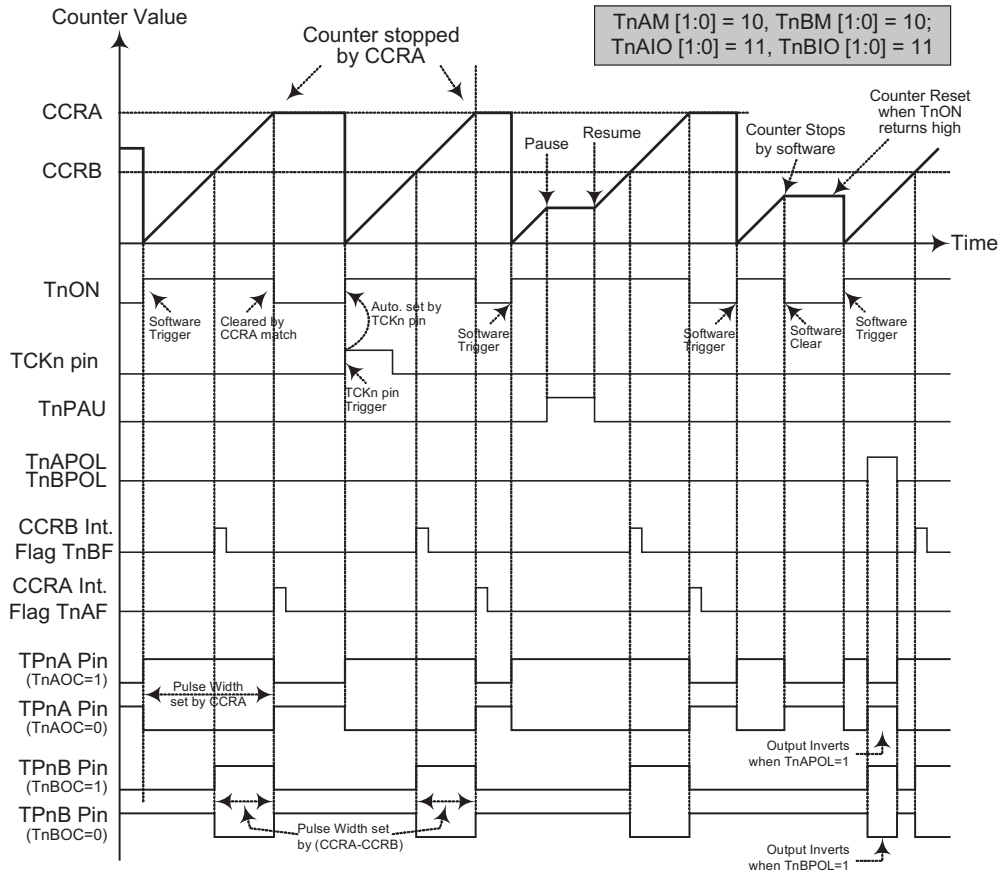 Counter Value
TnAM [1:0] = 10, TnBM [1:0] = 10;
TnAIO [1:0] = 11, TnBIO [1:0] = 11
Counter stopped
by CCRA
CCRA
CCRB
Pause
Resume
Counter Stops
by software
Counter Reset
when TnON
returns high
Time
TnON
Software
Trigger
Cleared by
CCRA match
Auto. set by
TCKn pin
Software
Trigger
Software
Trigger
Software
Clear
Software
Trigger
TCKn pin
TCKn pin
Trigger
TnPAU
TnAPOL
TnBPOL
CCRB Int.
Flag TnBF
CCRA Int.
Flag TnAF
TPnA Pin
(TnAOC=1)
Pulse Width
set by CCRA
TPnA Pin
(TnAOC=0)
Output Inverts
when TnAPOL=1
TPnB Pin
(TnBOC=1)
TPnB Pin
(TnBOC=0)
Pulse Width set
by (CCRA-CCRB)
Output Inverts
when TnBPOL=1